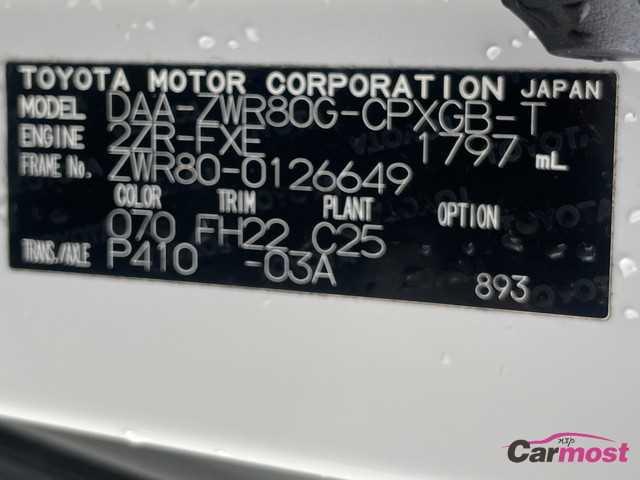 TOYOTA MOTOR CORPORATION JAPAN
MODEL DAA-ZWR80G-CPXGB-T
ENGINE 2ZR-FXE 1797 mL
FRAME No. ZWR80-0126649
COLOR TRIM PLANT OPTION
070 FH22 C25
TRANS./AXLE P410 -03A
893
nxp
Carmost